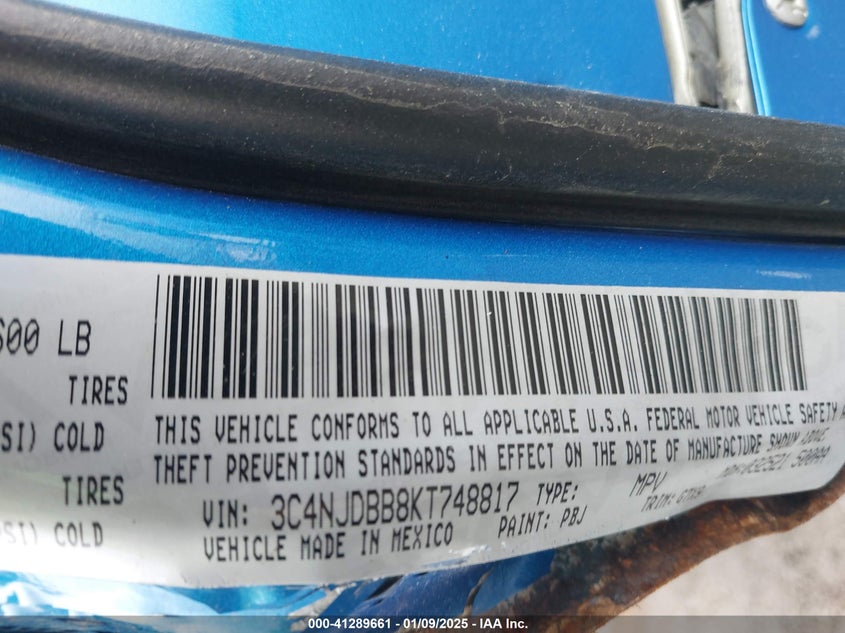 600 LB
TIRES
SI) COLD
TIRES
PSI) COLD
THIS VEHICLE CONFORMS TO ALL APPLICABLE U.S.A. FEDERAL MOTOR VEHICLE SAFETY A
THEFT PREVENTION STANDARDS IN EFFECT ON THE DATE OF MANUFACTURE SHOWN ABOVE
VIN: 3C4NJDBB8KT748817 TYPE: MPV
VEHICLE MADE IN MEXICO PAINT: PBJ TRIM:
000-41289661 - 01/09/2025 - IAA Inc.